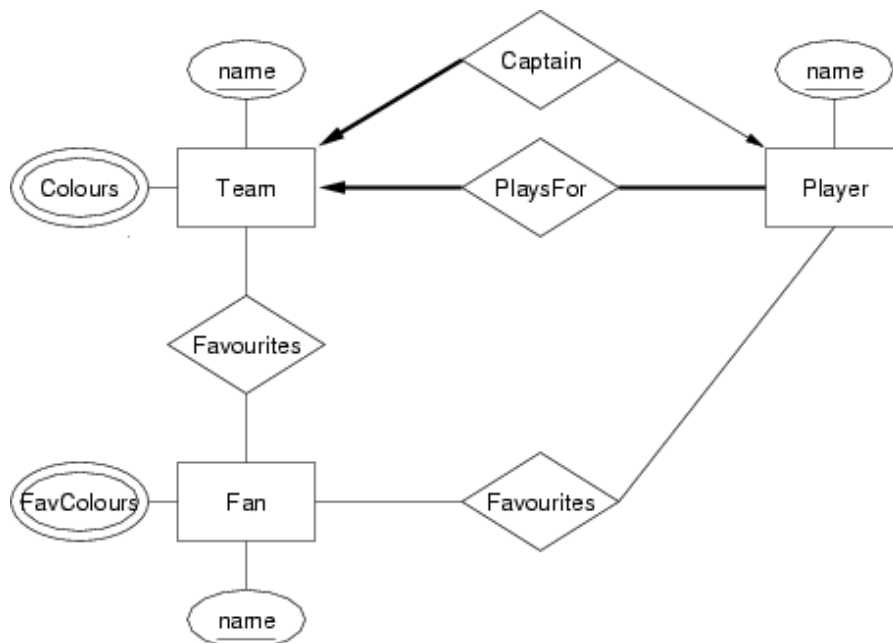 Captain
name
name
Colours
Team
PlaysFor
Player
Favourites
FavColours
Fan
Favourites
name